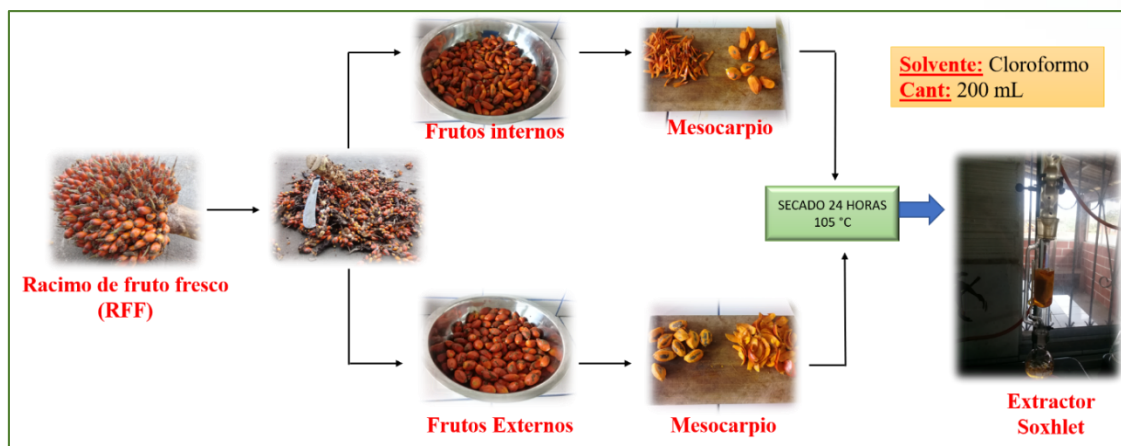 Solvente: Cloroformo
Cant: 200 mL
Frutos internos
Mesocarpio
Racimo de fruto fresco
(RFF)
SECADO 24 HORAS
105 °C
Frutos Externos
Mesocarpio
Extractor
Soxhlet